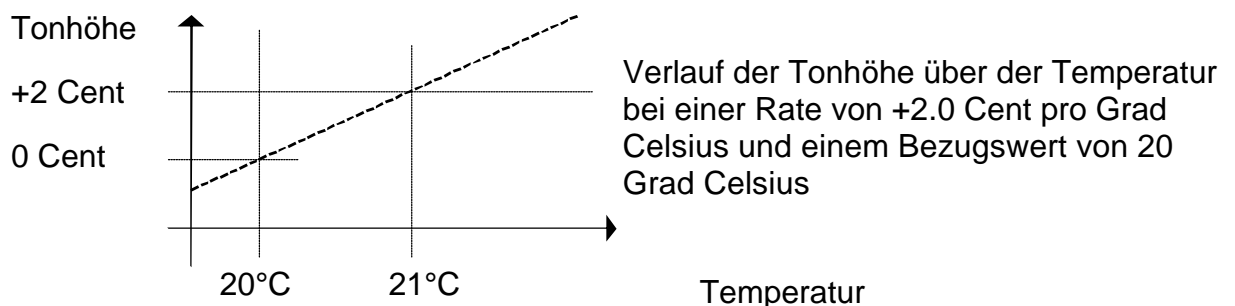 Tonhöhe
+2 Cent
0 Cent
20°C
21°C
Temperatur
Verlauf der Tonhöhe über der Temperatur
bei einer Rate von +2.0 Cent pro Grad
Celsius und einem Bezugswert von 20
Grad Celsius